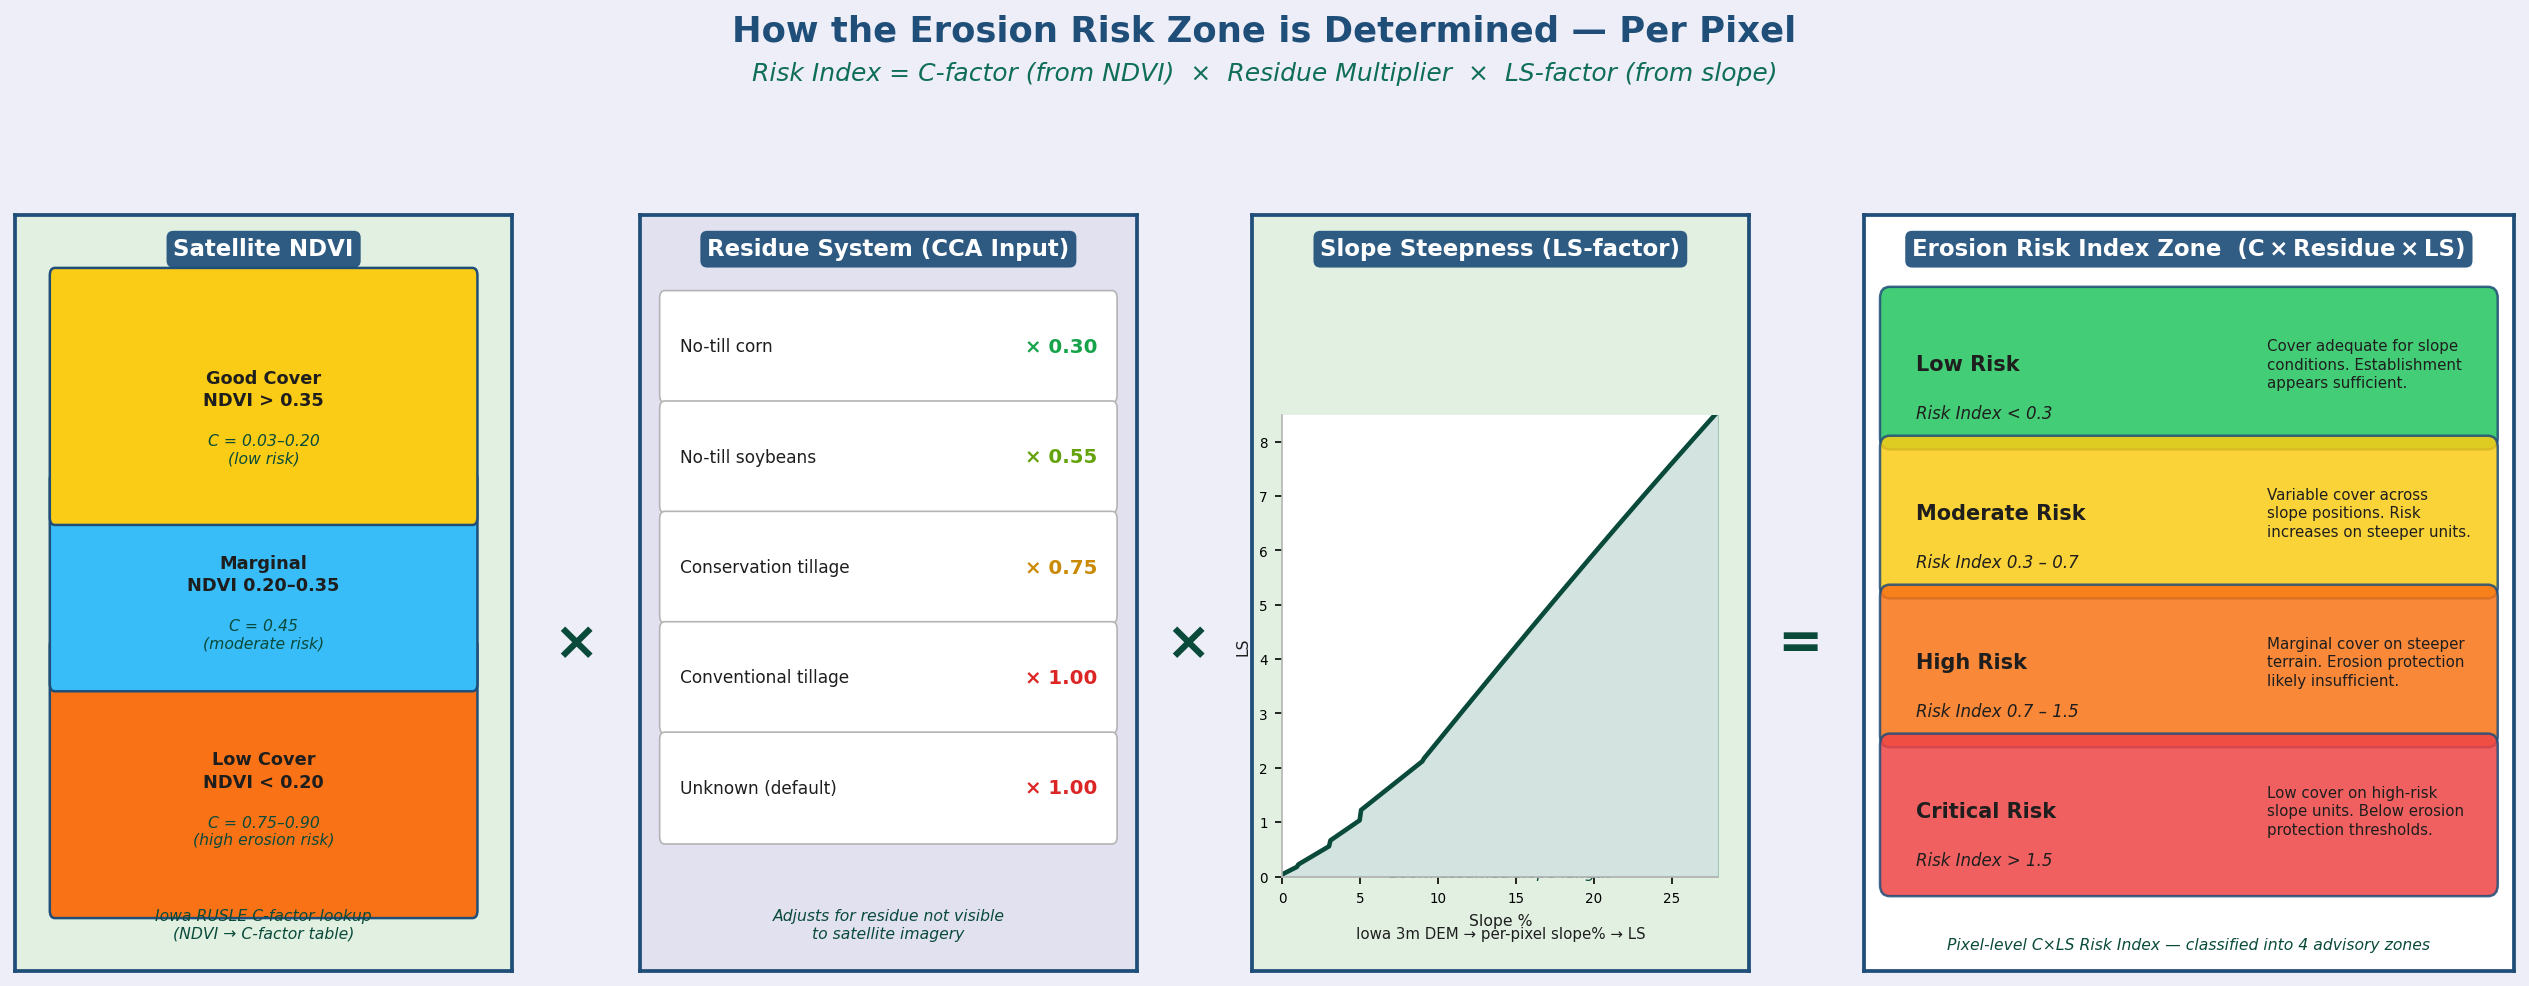 How the Erosion Risk Zone is Determined — Per Pixel
Risk Index = C-factor (from NDVI) × Residue Multiplier × LS-factor (from slope)
Satellite NDVI
Good Cover
NDVI > 0.35
C = 0.03–0.20
(low risk)
Marginal
NDVI 0.20–0.35
C = 0.45
(moderate risk)
Low Cover
NDVI < 0.20
C = 0.75–0.90
(high erosion risk)
Iowa RUSLE C-factor lookup
(NDVI → C-factor table)
×
Residue System (CCA Input)
No-till corn × 0.30
No-till soybeans × 0.55
Conservation tillage × 0.75
Conventional tillage × 1.00
Unknown (default) × 1.00
Adjusts for residue not visible
to satellite imagery
×
Slope Steepness (LS-factor)
LS
8
7
6
5
4
3
2
1
0
0 5 10 15 20 25
Slope %
Iowa 3m DEM → per-pixel slope% → LS
=
Erosion Risk Index Zone (C × Residue × LS)
Low Risk
Risk Index < 0.3
Cover adequate for slope
conditions. Establishment
appears sufficient.
Moderate Risk
Risk Index 0.3 – 0.7
Variable cover across
slope positions. Risk
increases on steeper units.
High Risk
Risk Index 0.7 – 1.5
Marginal cover on steeper
terrain. Erosion protection
likely insufficient.
Critical Risk
Risk Index > 1.5
Low cover on high-risk
slope units. Below erosion
protection thresholds.
Pixel-level C×LS Risk Index — classified into 4 advisory zones